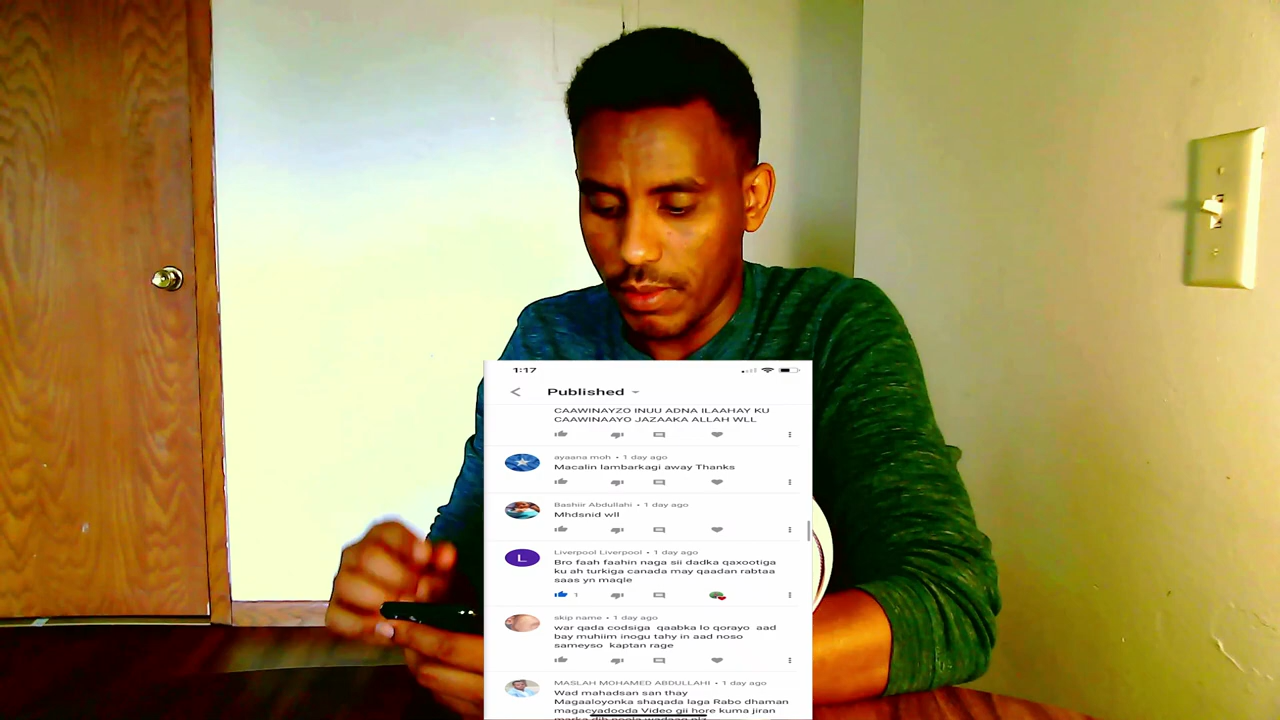 1:17
Published
CAAWINAYZO INUU ADNA ILAAHAY KU
CAAWINAAYO JAZAAKA ALLAH WLL
ayaana moh • 1 day ago
Macalin lambarkagi away Thanks
Bashiir Abdullahi • 1 day ago
Mhdsnid wll
L
Liverpool Liverpool • 1 day ago
Bro faah faahin naga sii dadka qaxootiga
ku ah turkiga canada may qaadan rabtaa
saas yn maqle
1
skip name • 1 day ago
war qada codsiga qaabka lo qorayo aad
bay muhiim inogu tahy in aad noso
sameyso kaptan rage
MASLAH MOHAMED ABDULLAHI • 1 day ago
Wad mahadsan san thay
Magaaloyonka shaqada laga Rabo dhaman
magacyadooda Video gii hore kuma jiran